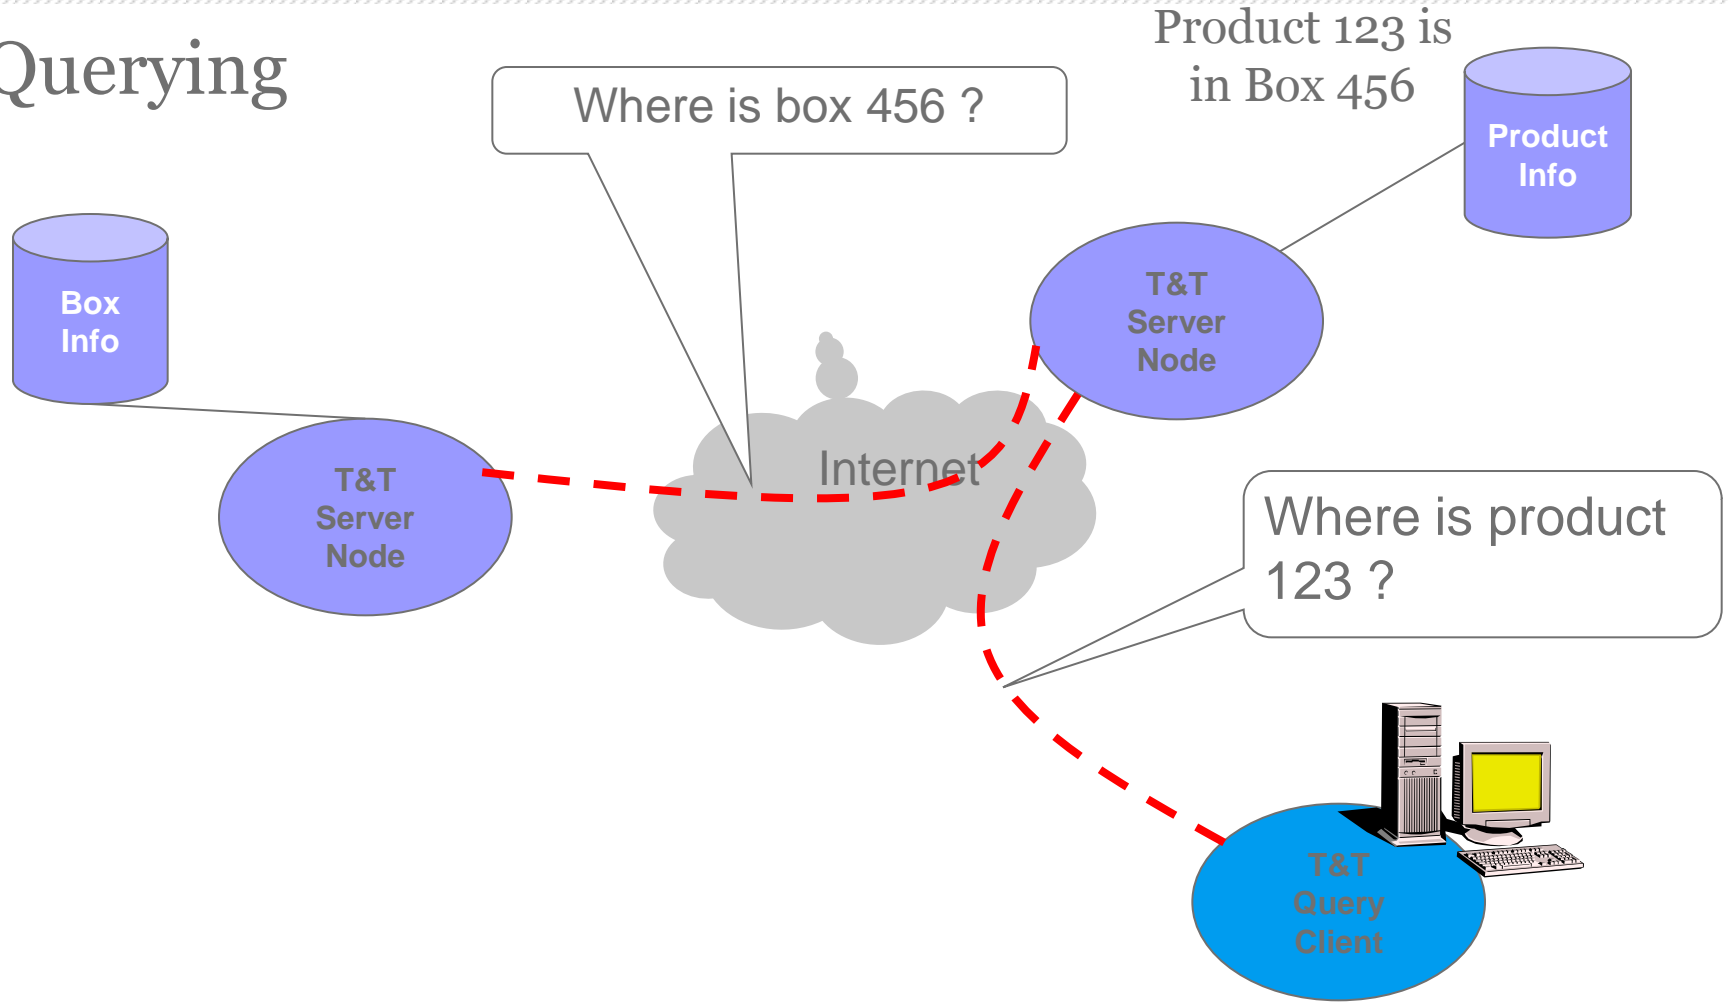 Querying
Product 123 is
in Box 456
Where is box 456 ?
Product
Info
Box
Info
T&T
Server
Node
Internet
T&T
Server
Node
Where is product
123 ?
T&T
Query
Client